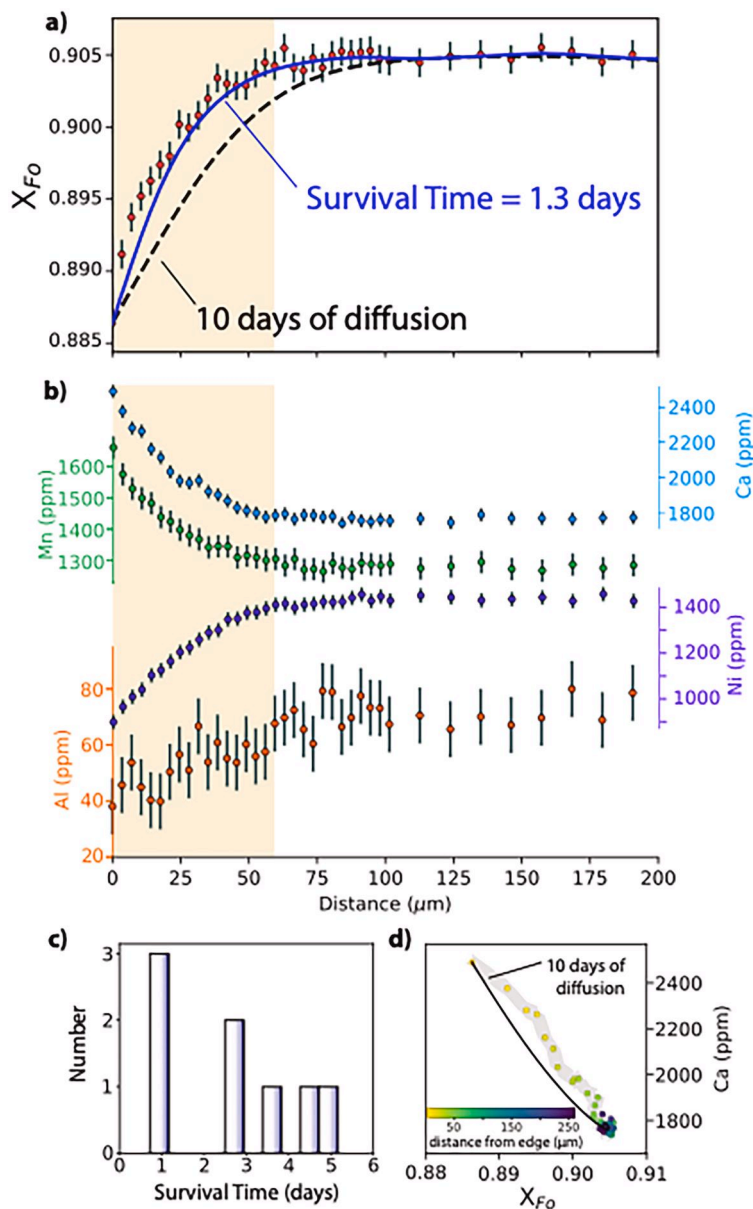 a)
0.905
0.900
0.895
0.890
0.885
X_Fo
Survival Time = 1.3 days
10 days of diffusion
b)
Mn (ppm)
1600
1500
1400
1300
Ca (ppm)
2400
2200
2000
1800
Ni (ppm)
1400
1200
1000
Al (ppm)
80
60
40
20
0 25 50 75 100 125 150 175 200
Distance (μm)
c)
Number
3
2
1
0
0 1 2 3 4 5 6
Survival Time (days)
d)
10 days of
diffusion
Ca (ppm)
2400
2200
2000
1800
50 150 250
distance from edge (μm)
0.88 0.89 0.90 0.91
X_Fo